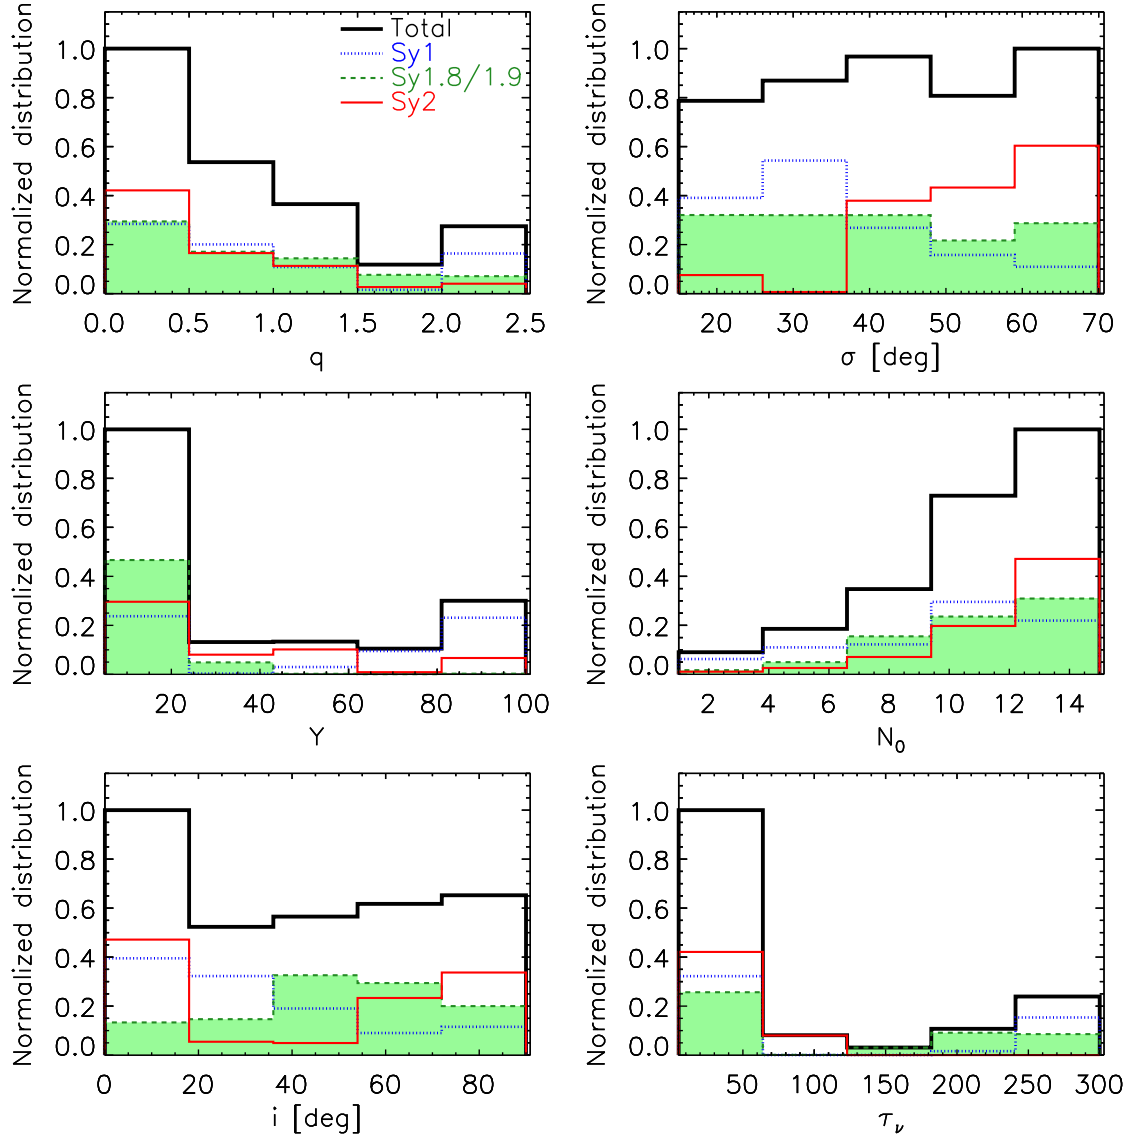 Normalized distribution
1.0
0.8
0.6
0.4
0.2
0.0
Total
Sy1
Sy1.8/1.9
Sy2
0.0 0.5 1.0 1.5 2.0 2.5
q
Normalized distribution
1.0
0.8
0.6
0.4
0.2
0.0
20 30 40 50 60 70
σ [deg]
Normalized distribution
1.0
0.8
0.6
0.4
0.2
0.0
20 40 60 80 100
Y
Normalized distribution
1.0
0.8
0.6
0.4
0.2
0.0
2 4 6 8 10 12 14
N₀
Normalized distribution
1.0
0.8
0.6
0.4
0.2
0.0
0 20 40 60 80
i [deg]
Normalized distribution
1.0
0.8
0.6
0.4
0.2
0.0
50 100 150 200 250 300
τν